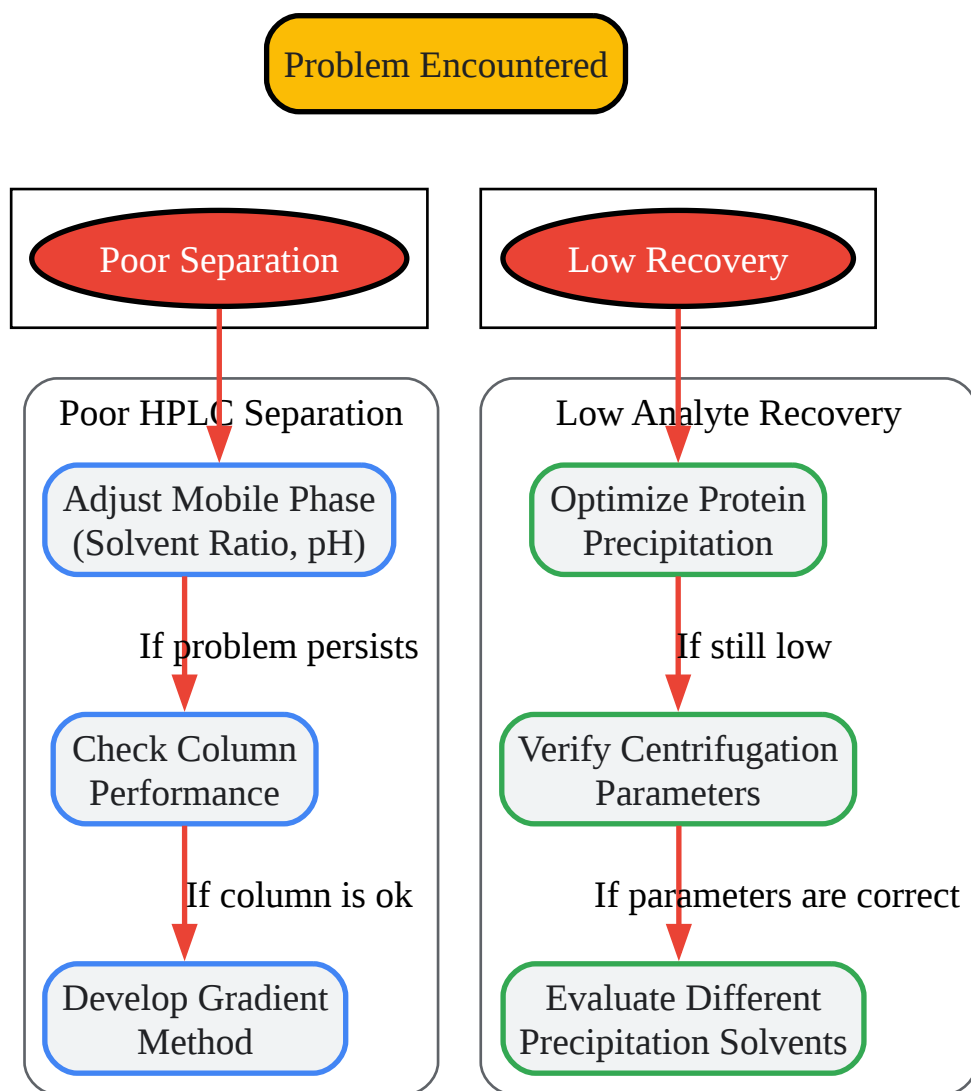 Problem Encountered
Poor Separation
Low Recovery
Poor HPLC Separation
Adjust Mobile Phase
(Solvent Ratio, pH)
If problem persists
Check Column
Performance
If column is ok
Develop Gradient
Method
Low Analyte Recovery
Optimize Protein
Precipitation
If still low
Verify Centrifugation
Parameters
If parameters are correct
Evaluate Different
Precipitation Solvents